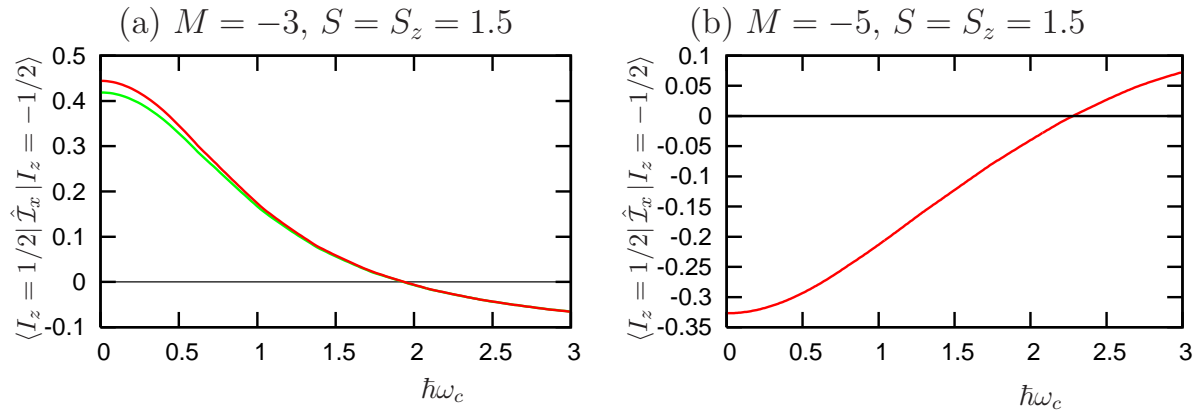 (a) M = −3, S = S_z = 1.5
⟨I_z = 1/2| Î_x |I_z = −1/2⟩
0.5
0.4
0.3
0.2
0.1
0
-0.1
0 0.5 1 1.5 2 2.5 3
ħω_c
(b) M = −5, S = S_z = 1.5
⟨I_z = 1/2| Î_x |I_z = −1/2⟩
0.1
0.05
0
-0.05
-0.1
-0.15
-0.2
-0.25
-0.3
-0.35
0 0.5 1 1.5 2 2.5 3
ħω_c